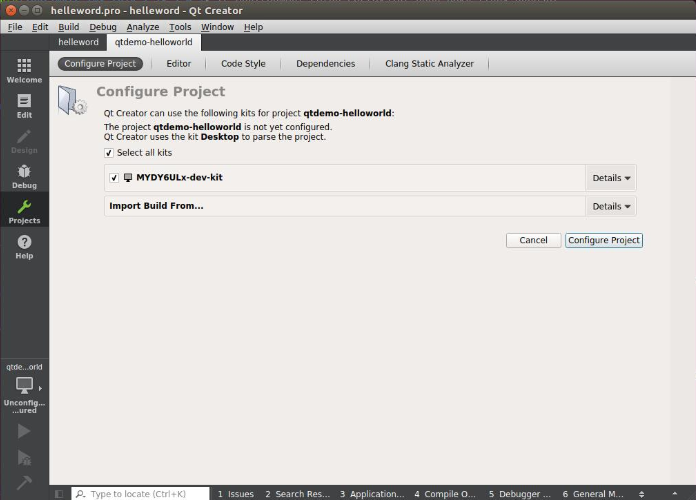 helleword.pro - helleword - Qt Creator
File Edit Build Debug Analyze Tools Window Help
helleword qtdemo-helloworld
Configure Project Editor Code Style Dependencies Clang Static Analyzer
Welcome
Edit
Design
Debug
Projects
Help
Configure Project
Qt Creator can use the following kits for project qtdemo-helloworld:
The project qtdemo-helloworld is not yet configured.
Qt Creator uses the kit Desktop to parse the project.
Select all kits
MYDY6ULx-dev-kit Details
Import Build From... Details
Cancel Configure Project
qtde...orld
Unconfig...
...ured
Type to locate (Ctrl+K) 1 Issues 2 Search Res... 3 Application... 4 Compile O... 5 Debugger ... 6 General M...